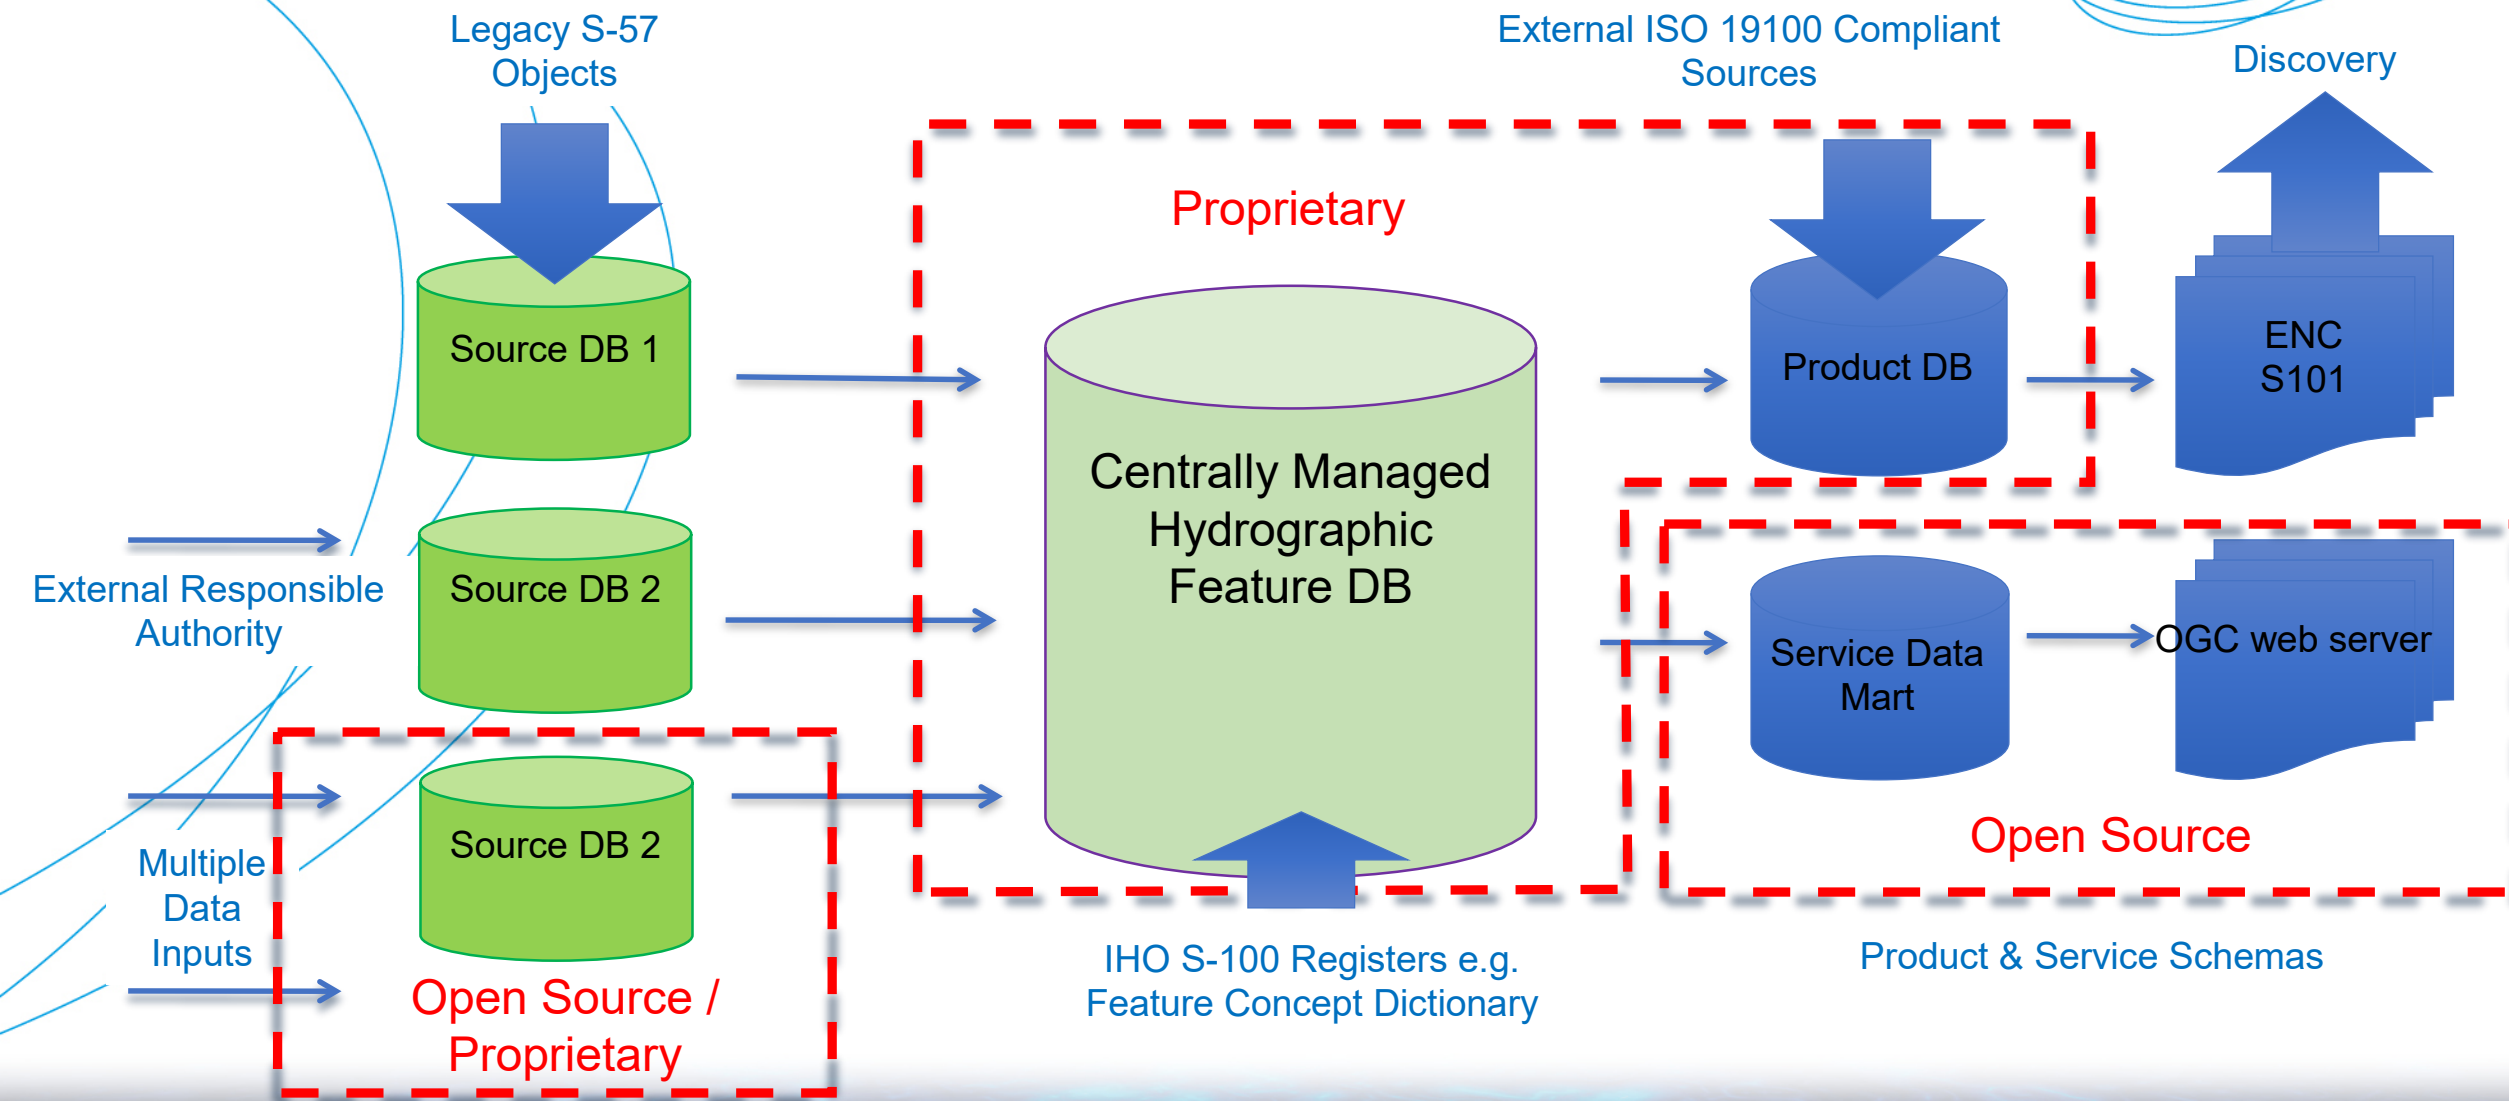 Legacy S-57
Objects
External ISO 19100 Compliant
Sources
Discovery
Proprietary
Source DB 1
Product DB
ENC
S101
Centrally Managed
Hydrographic
Feature DB
External Responsible
Authority
Source DB 2
Service Data
Mart
OGC web server
Multiple
Data
Inputs
Source DB 2
Open Source /
Proprietary
Open Source
IHO S-100 Registers e.g.
Feature Concept Dictionary
Product & Service Schemas